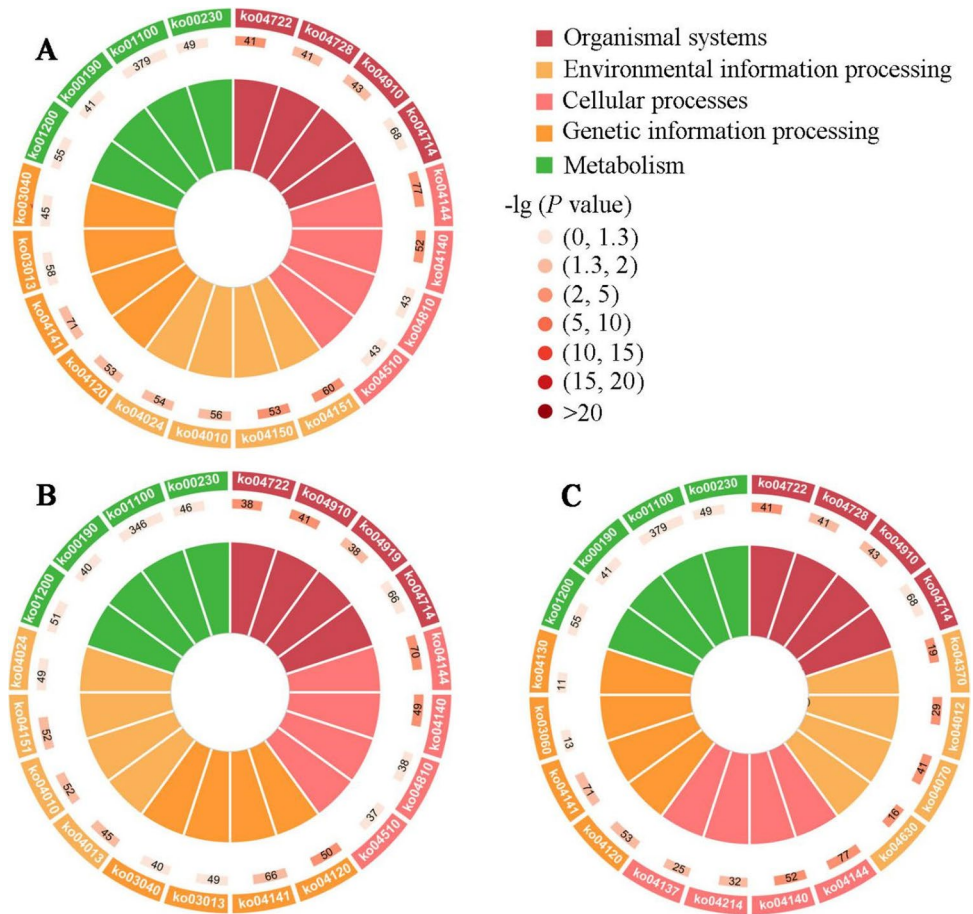 A
ko04722
ko04728
ko04910
ko04714
ko04144
ko04140
ko04810
ko04510
ko04151
ko04150
ko04010
ko04024
ko04120
ko04141
ko03013
ko03040
ko01200
ko00190
ko01100
ko00230
41
41
43
68
77
52
43
43
60
53
56
54
53
71
58
45
55
41
379
49
Organismal systems
Environmental information processing
Cellular processes
Genetic information processing
Metabolism
-lg (P value)
(0, 1.3)
(1.3, 2)
(2, 5)
(5, 10)
(10, 15)
(15, 20)
>20
B
ko04722
ko04910
ko04919
ko04714
ko04144
ko04140
ko04810
ko04510
ko04120
ko04141
ko03013
ko03040
ko04013
ko04010
ko04151
ko04024
ko01200
ko00190
ko01100
ko00230
38
41
38
66
70
49
38
37
50
66
49
40
45
52
52
49
51
40
346
46
C
ko04722
ko04728
ko04910
ko04714
ko04370
ko04012
ko04070
ko04630
ko04144
ko04140
ko04214
ko04137
ko04120
ko04141
ko03060
ko04130
ko01200
ko00190
ko01100
ko00230
41
41
43
68
19
29
41
16
77
52
32
25
53
71
13
11
55
41
379
49